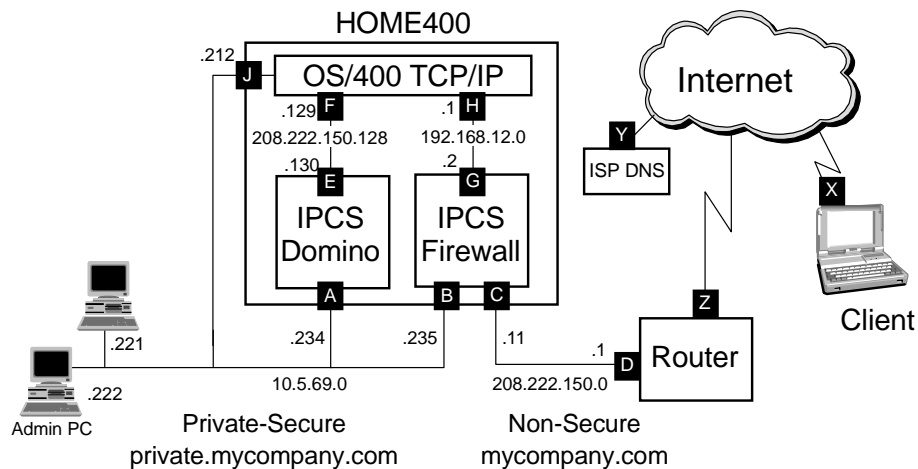 HOME400
.212
J
OS/400 TCP/IP
F
H
.129
.1
208.222.150.128
192.168.12.0
.130
.2
E
G
IPCS
Domino
IPCS
Firewall
A
B
C
.234
.235
.11
.221
.222
10.5.69.0
Admin PC
Private-Secure
private.mycompany.com
Internet
Y
ISP DNS
X
Client
Z
.1
D
Router
208.222.150.0
Non-Secure
mycompany.com